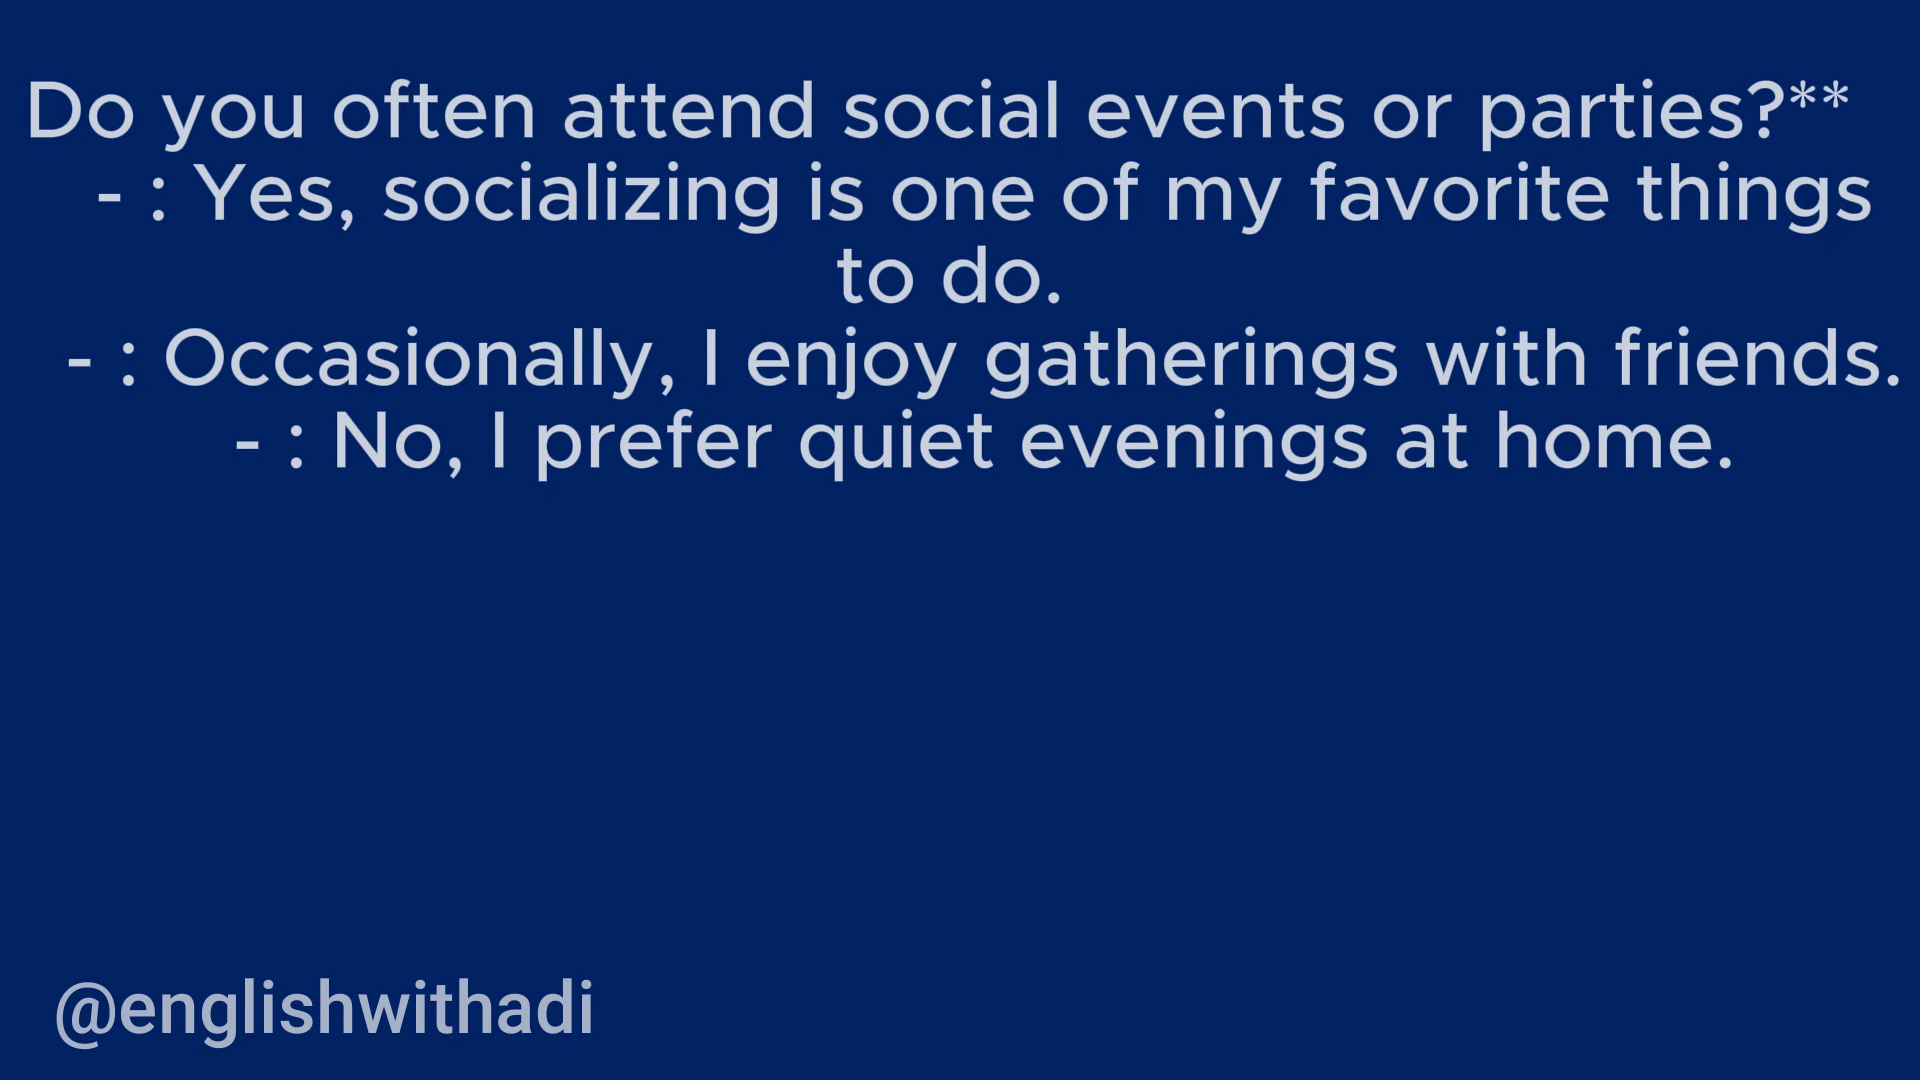 Do you often attend social events or parties?**
- : Yes, socializing is one of my favorite things
to do.
- : Occasionally, I enjoy gatherings with friends.
- : No, I prefer quiet evenings at home.
@englishwithadi